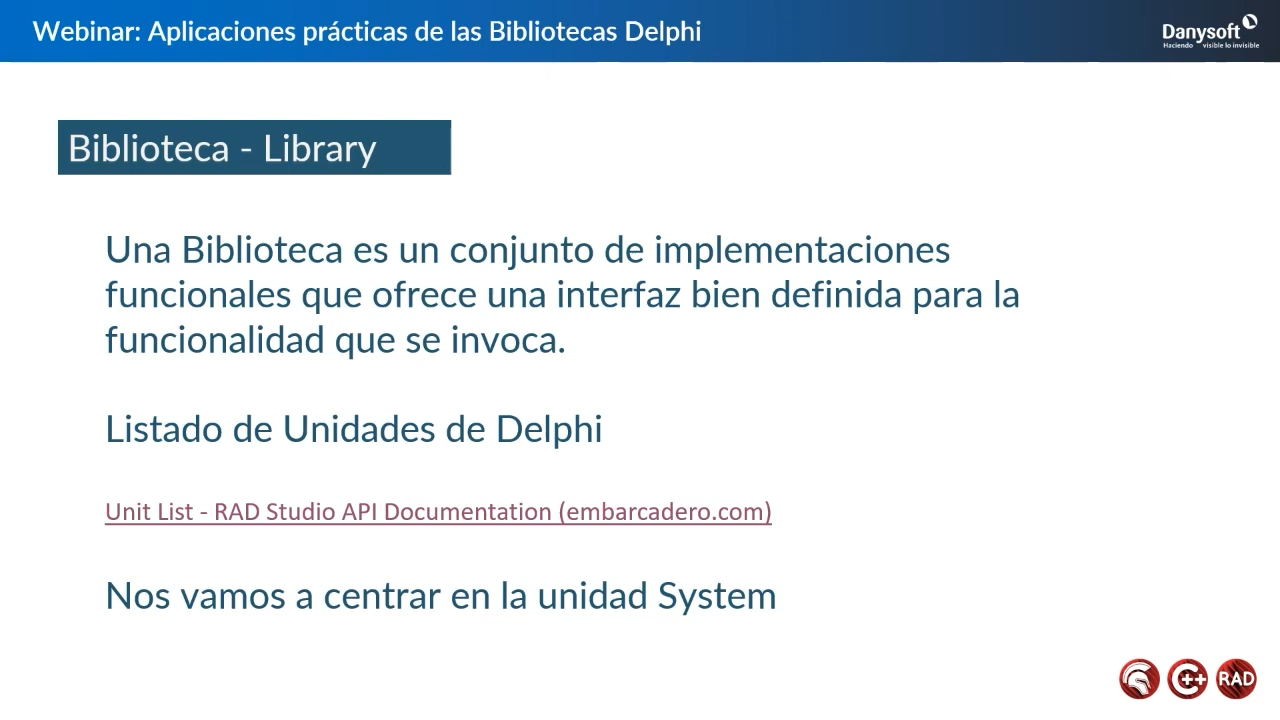 Webinar: Aplicaciones prácticas de las Bibliotecas Delphi
Danysoft
Haciendo visible lo invisible
Biblioteca - Library
Una Biblioteca es un conjunto de implementaciones
funcionales que ofrece una interfaz bien definida para la
funcionalidad que se invoca.
Listado de Unidades de Delphi
Unit List - RAD Studio API Documentation (embarcadero.com)
Nos vamos a centrar en la unidad System
C++ RAD